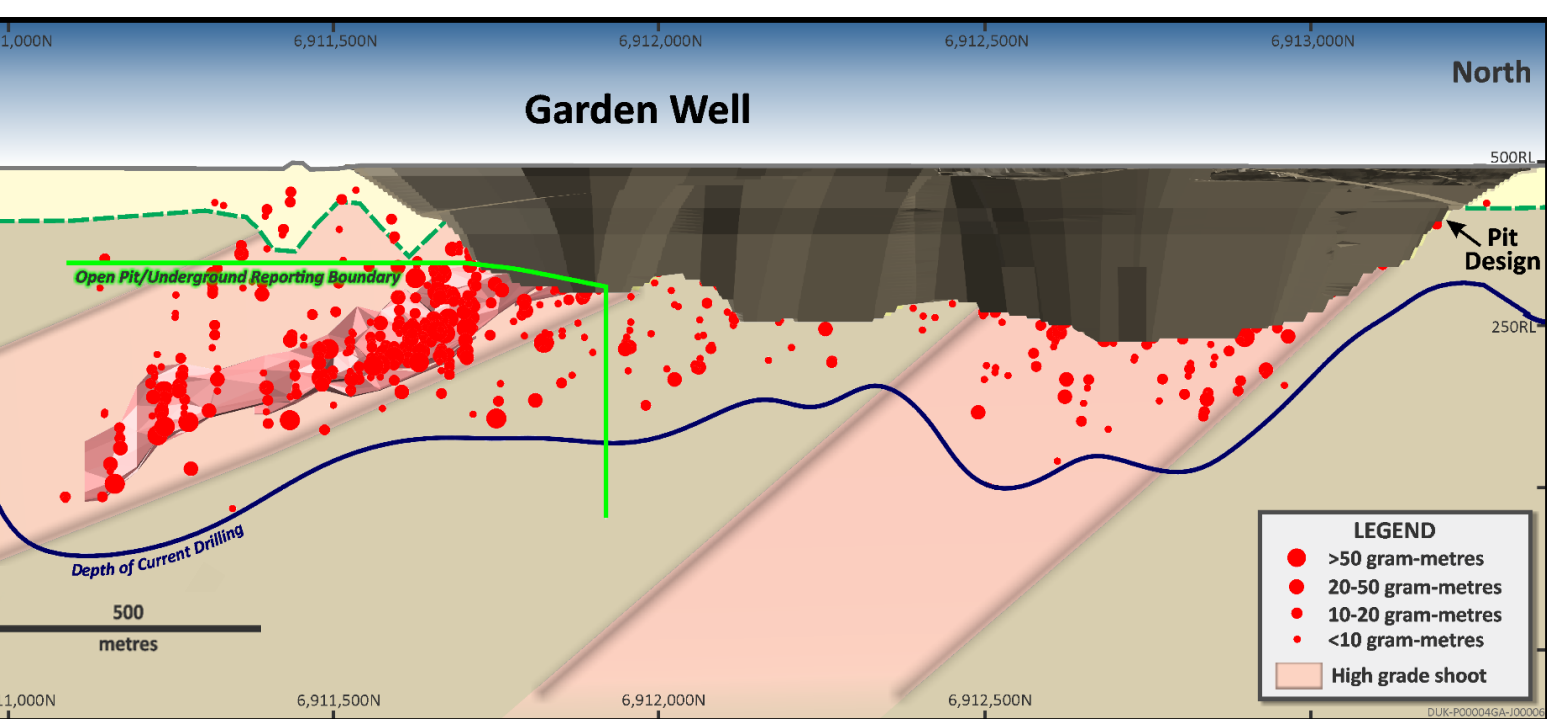 1,000N
6,911,500N
6,912,000N
6,912,500N
6,913,000N
North
Garden Well
500RL
Pit
Design
Open Pit/Underground Reporting Boundary
250RL
Depth of Current Drilling
LEGEND
>50 gram-metres
20-50 gram-metres
10-20 gram-metres
<10 gram-metres
High grade shoot
500
metres
11,000N
6,911,500N
6,912,000N
6,912,500N
DUK-P00004GA-J00006